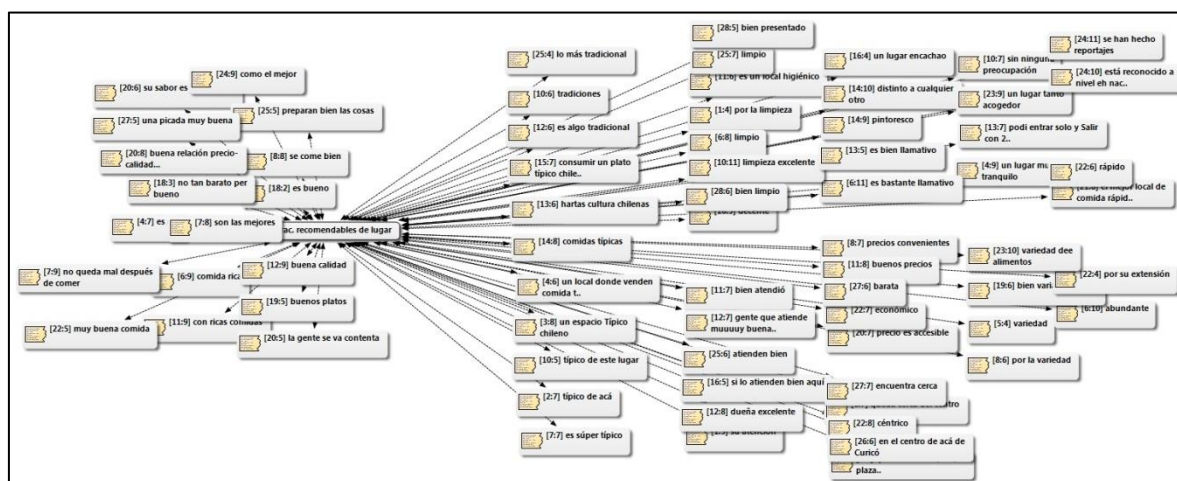 [24:9] como el mejor
[20:6] su sabor es
[25:5] preparan bien las cosas
[27:5] una picada muy buena
[20:8] buena relación precio-
calidad...
[8:8] se come bien
[18:3] no tan barato per
bueno
[18:2] es bueno
[4:7] es
[7:8] son las mejores
rac. recomendables de lugar
[7:9] no queda mal después
de comer
[6:9] comida rica
[12:9] buena calidad
[19:5] buenos platos
[22:5] muy buena comida
[11:9] con ricas comidas
[20:5] la gente se va contenta
[25:4] lo más tradicional
[10:6] tradiciones
[12:6] es algo tradicional
[15:7] consumir un plato
típico chile..
[13:6] hartas cultura chilenas
[14:8] comidas típicas
[4:6] un local donde venden
comida t..
[3:8] un espacio Típico
chileno
[10:5] típico de este lugar
[2:7] típico de acá
[7:7] es súper típico
[28:5] bien presentado
[25:7] limpio
[11:6] es un local higiénico
[1:4] por la limpieza
[6:8] limpio
[10:11] limpieza excelente
[28:6] bien limpio
[11:7] bien atendió
[12:7] gente que atiende
muuuuy buena..
[25:6] atienden bien
[16:5] si lo atienden bien aquí
[12:8] dueña excelente
[16:4] un lugar encachao
[14:10] distinto a cualquier
otro
[14:9] pintoresco
[13:5] es bien llamativo
[6:11] es bastante llamativo
[8:7] precios convenientes
[11:8] buenos precios
[27:6] barata
[22:7] económico
[20:7] precio es accesible
[27:7] encuentra cerca
[22:8] céntrico
[26:6] en el centro de acá de
Curicó
plaza..
[24:11] se han hecho
reportajes
[10:7] sin ninguna
preocupación
[24:10] está reconocido a
nivel eh nac..
[23:9] un lugar tanto
acogedor
[13:7] podi entrar solo y Salir
con 2..
[4:9] un lugar
tranquilo
[22:6] rápido
el mejor local de
comida rápid..
[23:10] variedad dee
alimentos
[22:4] por su extensión
[19:6] bien
[6:10] abundante
[5:4] variedad
[8:6] por la variedad